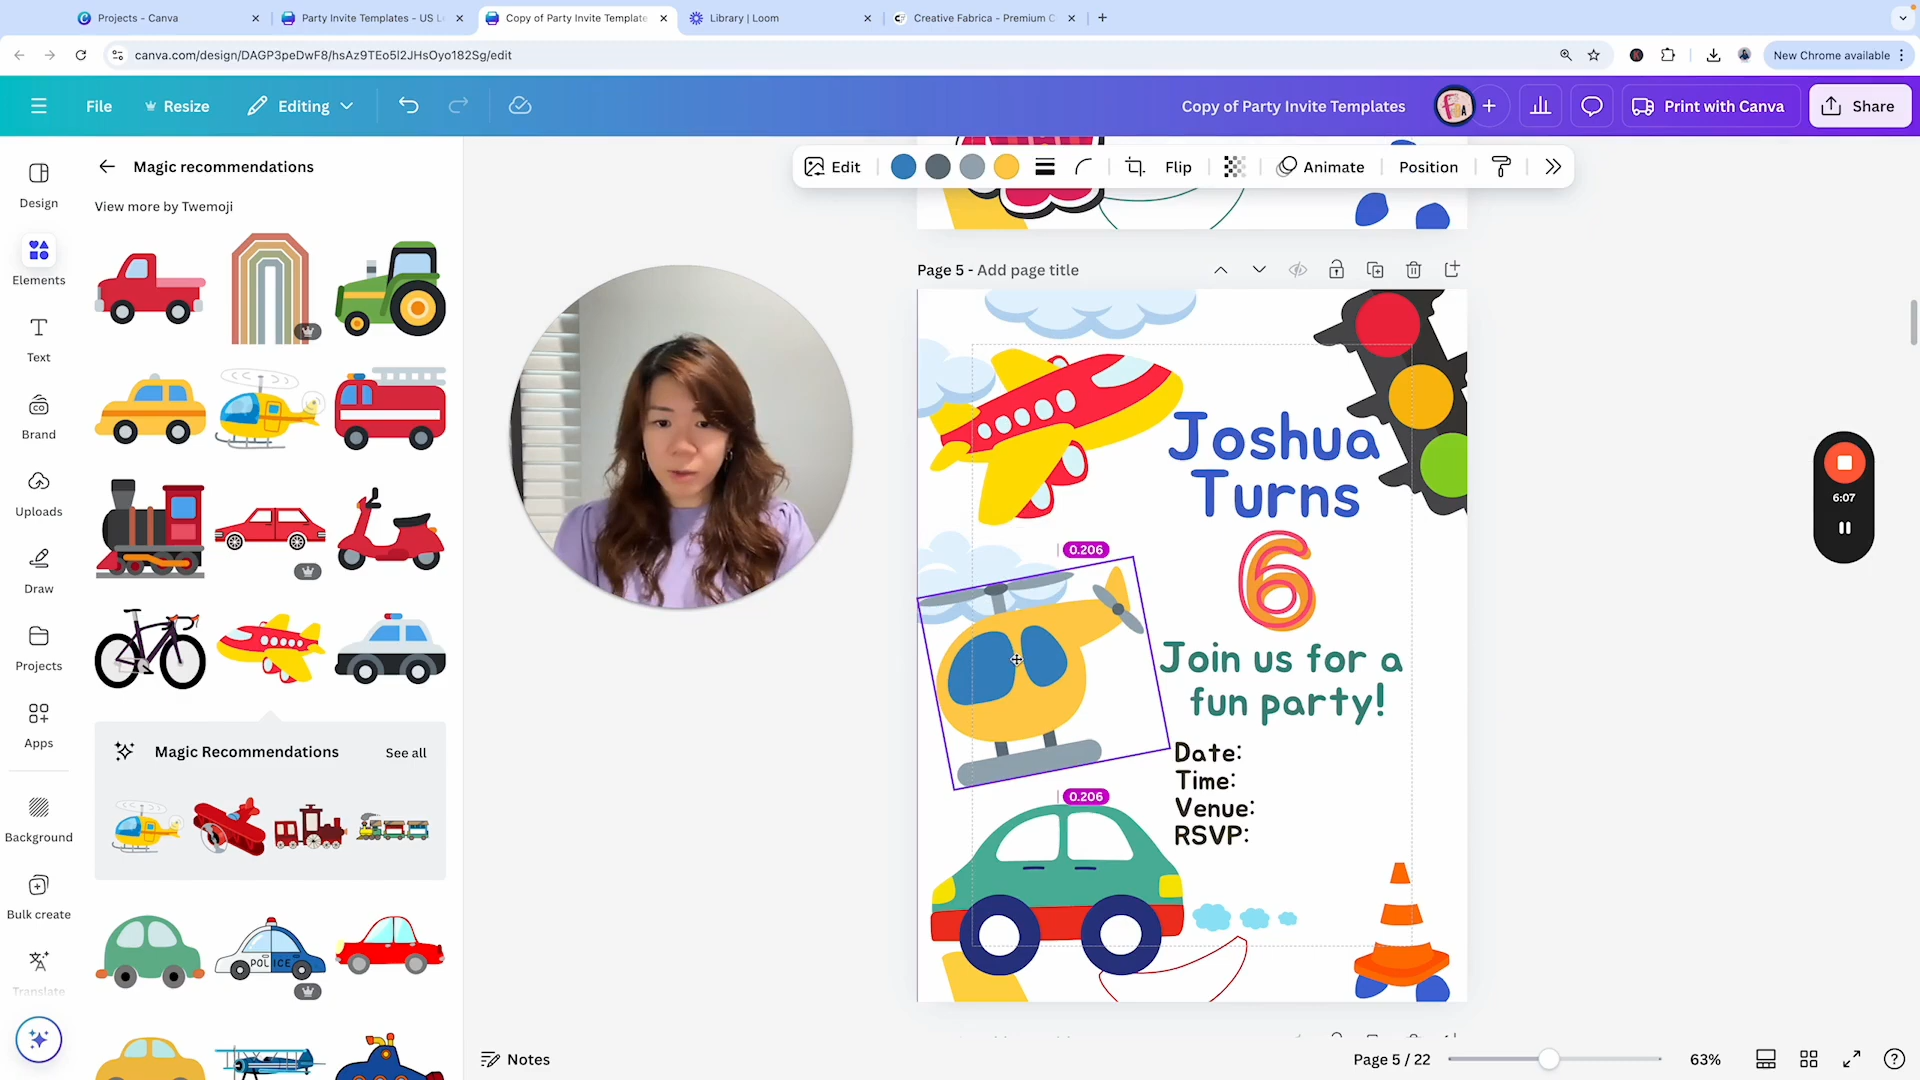 Projects - Canva
Party Invite Templates - US L
Copy of Party Invite Template
Library | Loom
Creative Fabrica - Premium C
canva.com/design/DAGP3peDwF8/hsAz9TEo5l2JHsOyo182Sg/edit
New Chrome available
File
Resize
Editing
Copy of Party Invite Templates
Print with Canva
Share
Magic recommendations
View more by Twemoji
Design
Elements
Text
Brand
Uploads
Draw
Projects
Apps
Background
Bulk create
Translate
Magic Recommendations
See all
POLICE
Edit
Flip
Animate
Position
Page 5 - Add page title
Joshua
Turns
6
0.206
Join us for a
fun party!
Date:
Time:
Venue:
RSVP:
0.206
6:07
Notes
Page 5 / 22
63%